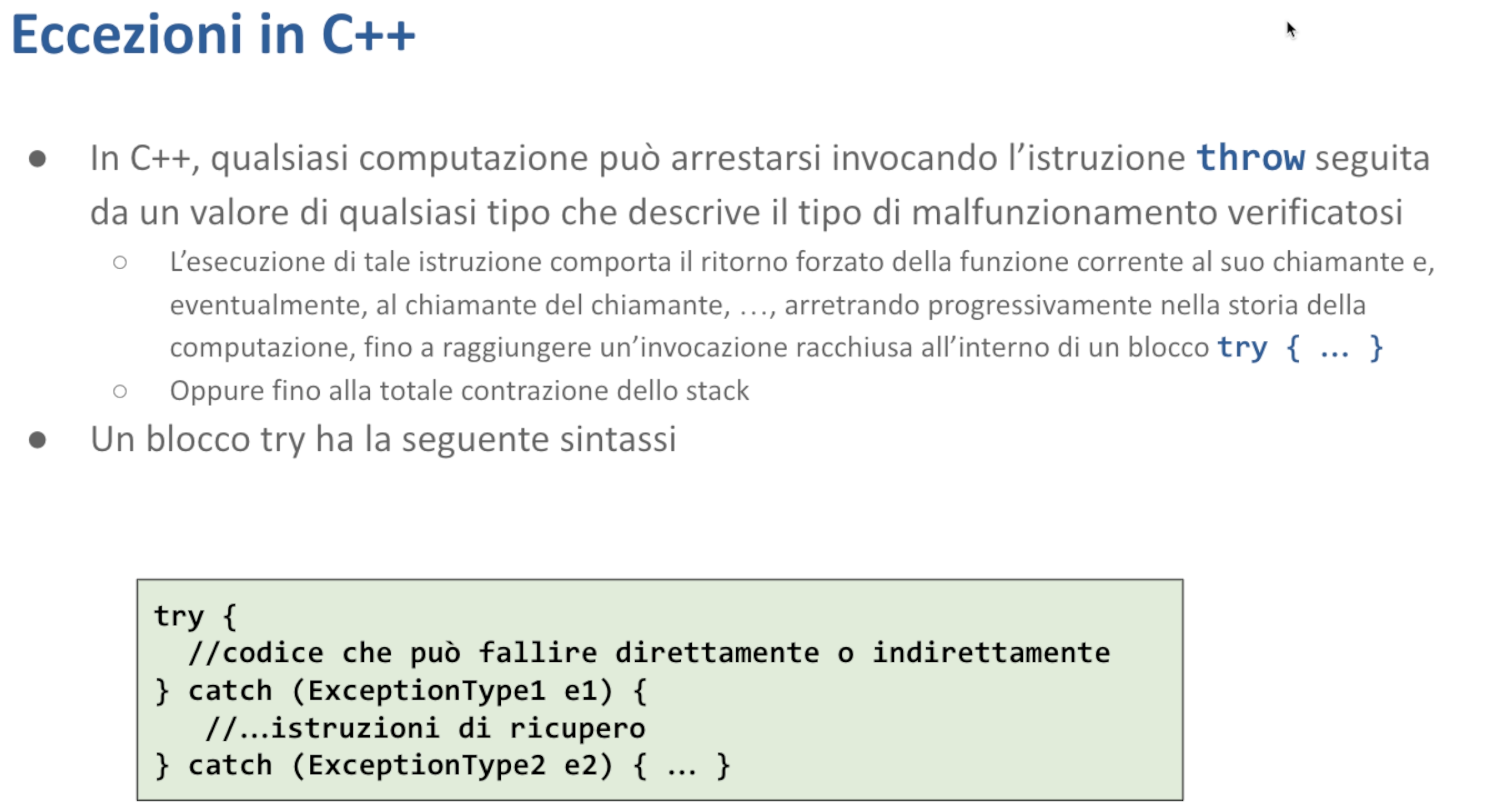 Eccezioni in C++
● In C++, qualsiasi computazione può arrestarsi invocando l’istruzione throw seguita
da un valore di qualsiasi tipo che descrive il tipo di malfunzionamento verificatosi
○ L’esecuzione di tale istruzione comporta il ritorno forzato della funzione corrente al suo chiamante e,
eventualmente, al chiamante del chiamante, …, arretrando progressivamente nella storia della
computazione, fino a raggiungere un’invocazione racchiusa all’interno di un blocco try { … }
○ Oppure fino alla totale contrazione dello stack
● Un blocco try ha la seguente sintassi
try {
  //codice che può fallire direttamente o indirettamente
} catch (ExceptionType1 e1) {
   //…istruzioni di ricupero
} catch (ExceptionType2 e2) { … }